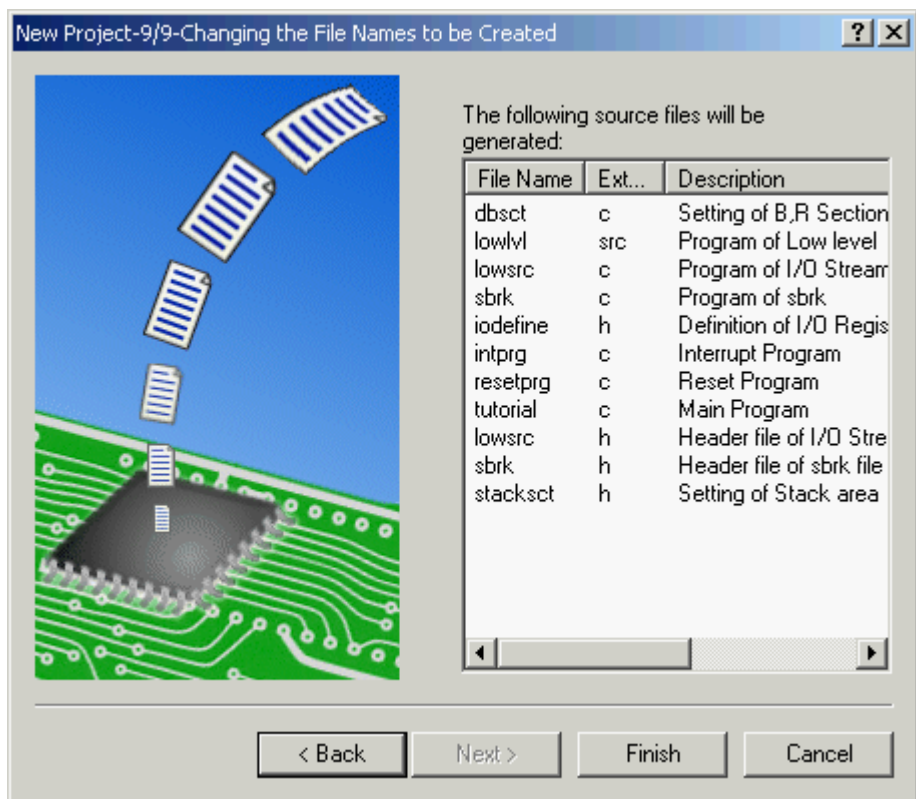 New Project-9/9-Changing the File Names to be Created
The following source files will be
generated:
File Name Ext... Description
dbsct c Setting of B,R Section
lowlvl src Program of Low level
lowsrc c Program of I/O Stream
sbrk c Program of sbrk
iodefine h Definition of I/O Regis
intprg c Interrupt Program
resetprg c Reset Program
tutorial c Main Program
lowsrc h Header file of I/O Stre
sbrk h Header file of sbrk file
stacksct h Setting of Stack area
< Back Next > Finish Cancel